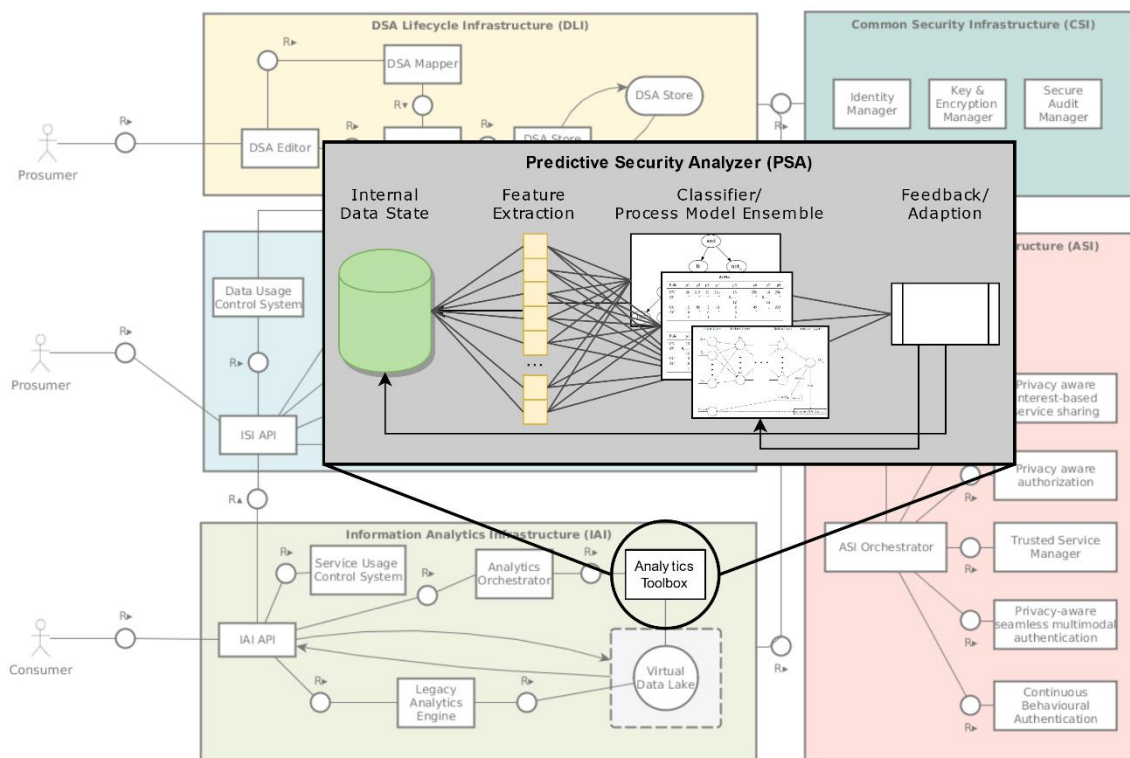 DSA Lifecycle Infrastructure (DLI)
Common Security Infrastructure (CSI)
R▸
DSA Mapper
R▾
DSA Store
DSA Store
DSA Editor
R▸
Prosumer
R▸
Identity
Manager
Key &
Encryption
Manager
Secure
Audit
Manager
Predictive Security Analyzer (PSA)
Internal
Data State
Feature
Extraction
Classifier/
Process Model Ensemble
Feedback/
Adaption
...
Data Usage
Control System
R▸
R▸
Prosumer
ISI API
R▴
ructure (ASI)
Privacy aware
interest-based
service sharing
Privacy aware
authorization
R▸
ASI Orchestrator
Trusted Service
Manager
R▸
Privacy-aware
seamless multimodal
authentication
R▸
Continuous
Behavioural
Authentication
R▸
Information Analytics Infrastructure (IAI)
R▸
Service Usage
Control System
R▸
Analytics
Orchestrator
R▸
Analytics
Toolbox
R▸
Consumer
IAI API
R▸
Legacy
Analytics
Engine
R▸
Virtual
Data Lake
R▸